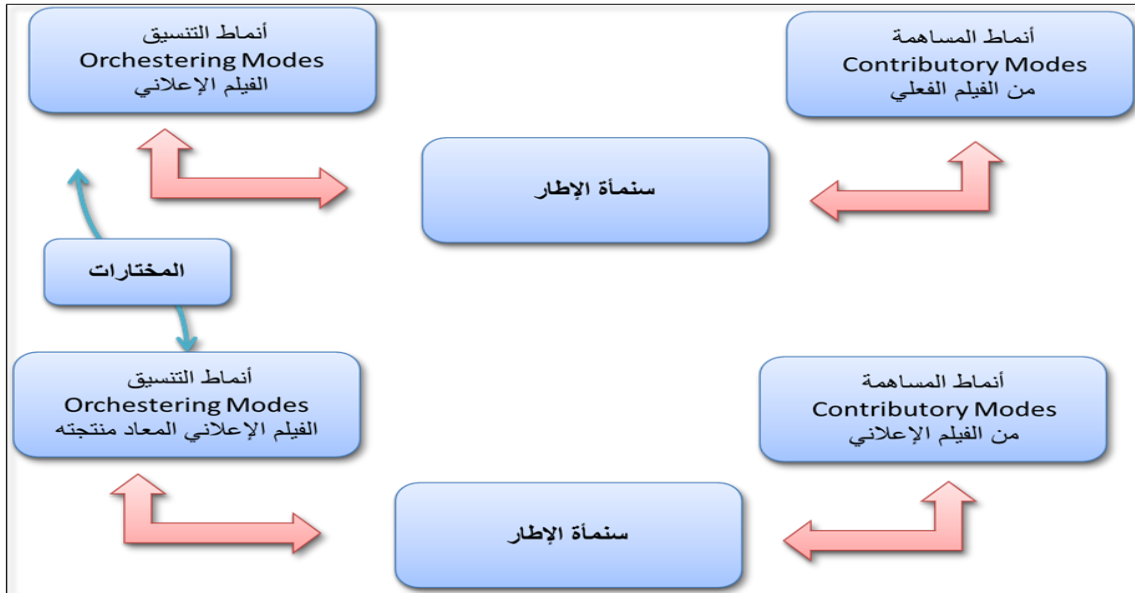 أنماط المساهمة
Contributory Modes
من الفيلم الفعلي
أنماط التنسيق
Orchestering Modes
الفيلم الإعلاني
سنمأة الإطار
المختارات
أنماط المساهمة
Contributory Modes
من الفيلم الإعلاني
أنماط التنسيق
Orchestering Modes
الفيلم الإعلاني المعاد منتجته
سنمأة الإطار